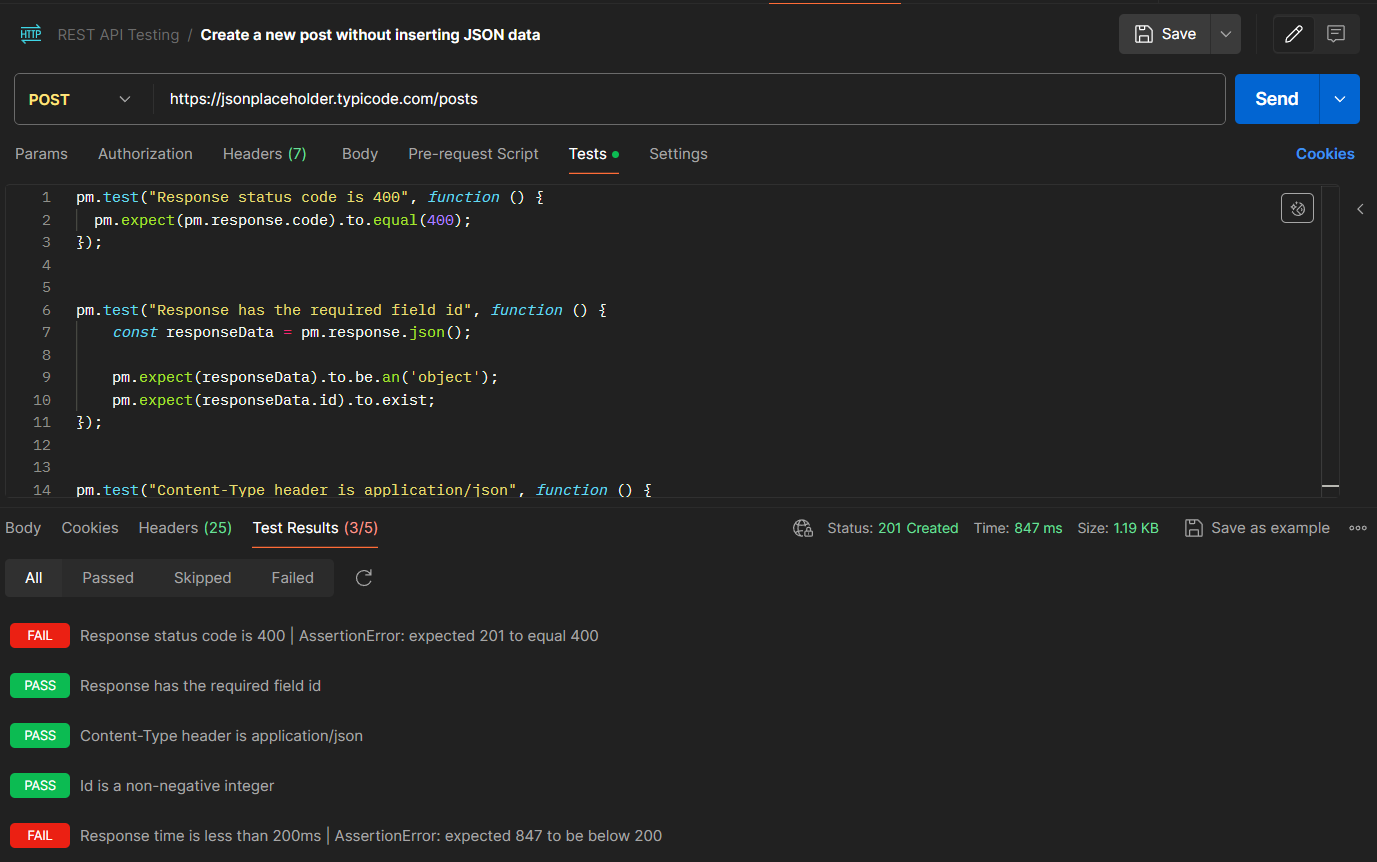 HTTP REST API Testing / Create a new post without inserting JSON data Save
POST https://jsonplaceholder.typicode.com/posts Send
Params Authorization Headers (7) Body Pre-request Script Tests Settings Cookies
1 pm.test("Response status code is 400", function () {
2 pm.expect(pm.response.code).to.equal(400);
3 });
4
5
6 pm.test("Response has the required field id", function () {
7 const responseData = pm.response.json();
8
9 pm.expect(responseData).to.be.an('object');
10 pm.expect(responseData.id).to.exist;
11 });
12
13
14 pm.test("Content-Type header is application/json", function () {
Body Cookies Headers (25) Test Results (3/5) Status: 201 Created Time: 847 ms Size: 1.19 KB Save as example
All Passed Skipped Failed
FAIL Response status code is 400 | AssertionError: expected 201 to equal 400
PASS Response has the required field id
PASS Content-Type header is application/json
PASS Id is a non-negative integer
FAIL Response time is less than 200ms | AssertionError: expected 847 to be below 200